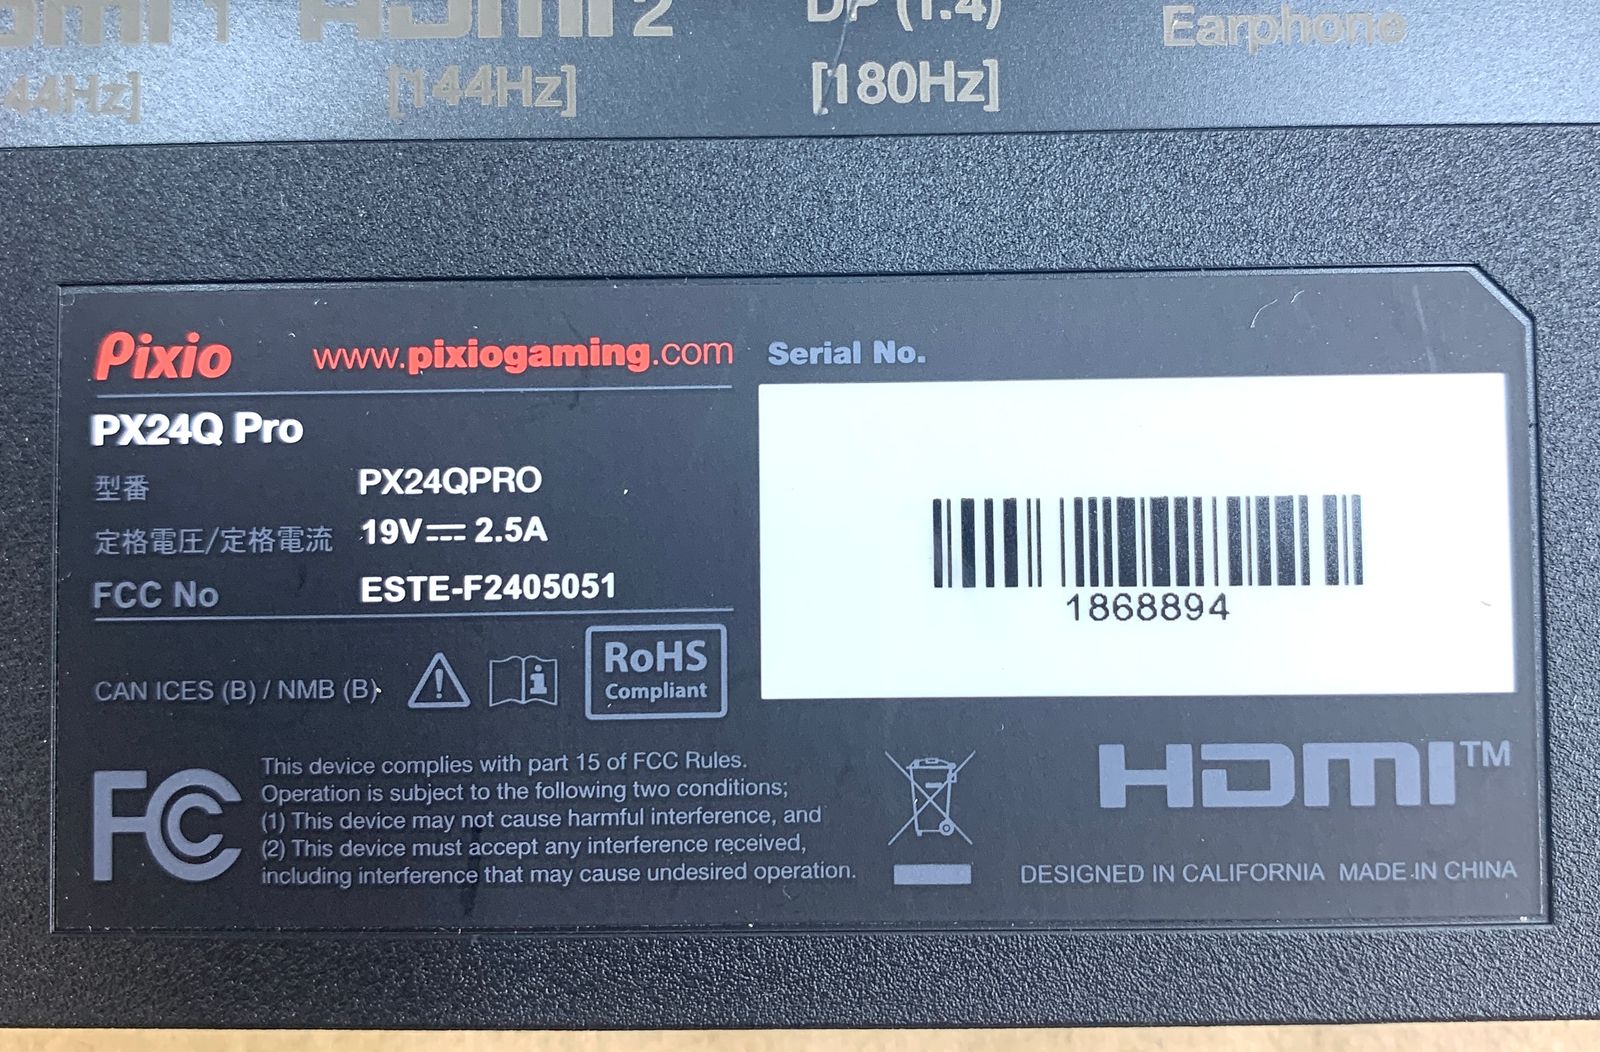 HDMI 2
DP (1.4)
Earphone
[144Hz]
[180Hz]
Pixio
www.pixiogaming.com
Serial No.
PX24Q Pro
型番 PX24QPRO
定格電圧/定格電流 19V⎓2.5A
FCC No ESTE-F2405051
1868894
CAN ICES (B) / NMB (B)
RoHS
Compliant
FC
This device complies with part 15 of FCC Rules.
Operation is subject to the following two conditions;
(1) This device may not cause harmful interference, and
(2) This device must accept any interference received,
including interference that may cause undesired operation.
HDMI™
DESIGNED IN CALIFORNIA MADE IN CHINA